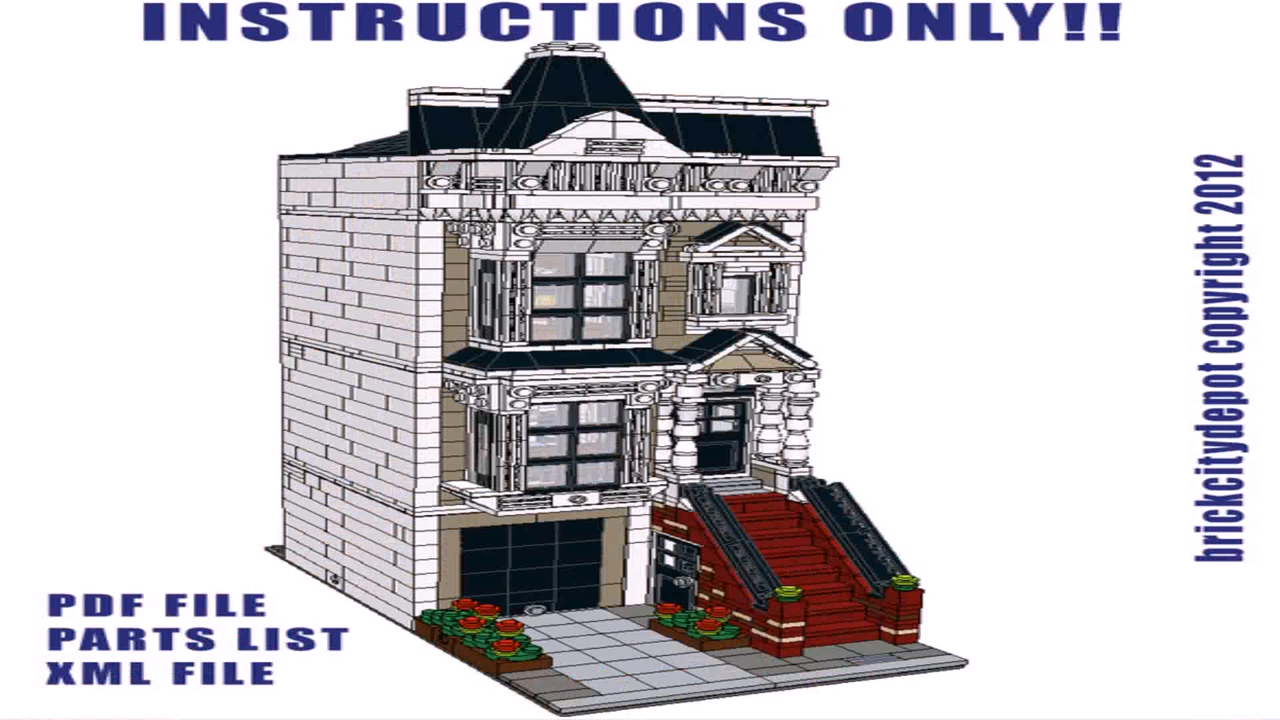 INSTRUCTIONS ONLY!!
brickcitydepot copyright 2012
PDF FILE
PARTS LIST
XML FILE